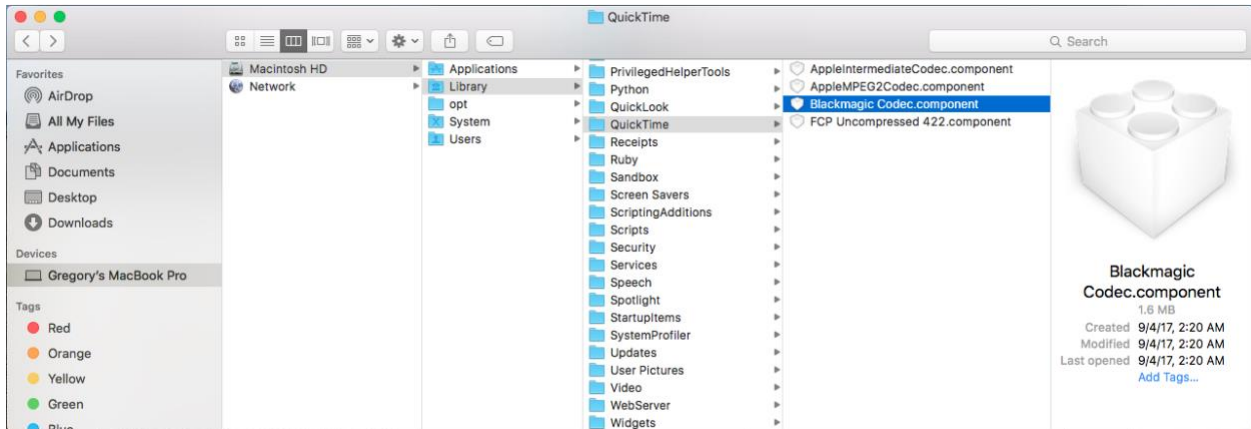 QuickTime
Search
Favorites
AirDrop
All My Files
Applications
Documents
Desktop
Downloads
Devices
Gregory's MacBook Pro
Tags
Red
Orange
Yellow
Green
Blue
Macintosh HD
Network
Applications
Library
opt
System
Users
PrivilegedHelperTools
Python
QuickLook
QuickTime
Receipts
Ruby
Sandbox
Screen Savers
ScriptingAdditions
Scripts
Security
Services
Speech
Spotlight
StartupItems
SystemProfiler
Updates
User Pictures
Video
WebServer
Widgets
AppleIntermediateCodec.component
AppleMPEG2Codec.component
Blackmagic Codec.component
FCP Uncompressed 422.component
Blackmagic
Codec.component
1.6 MB
Created 9/4/17, 2:20 AM
Modified 9/4/17, 2:20 AM
Last opened 9/4/17, 2:20 AM
Add Tags...